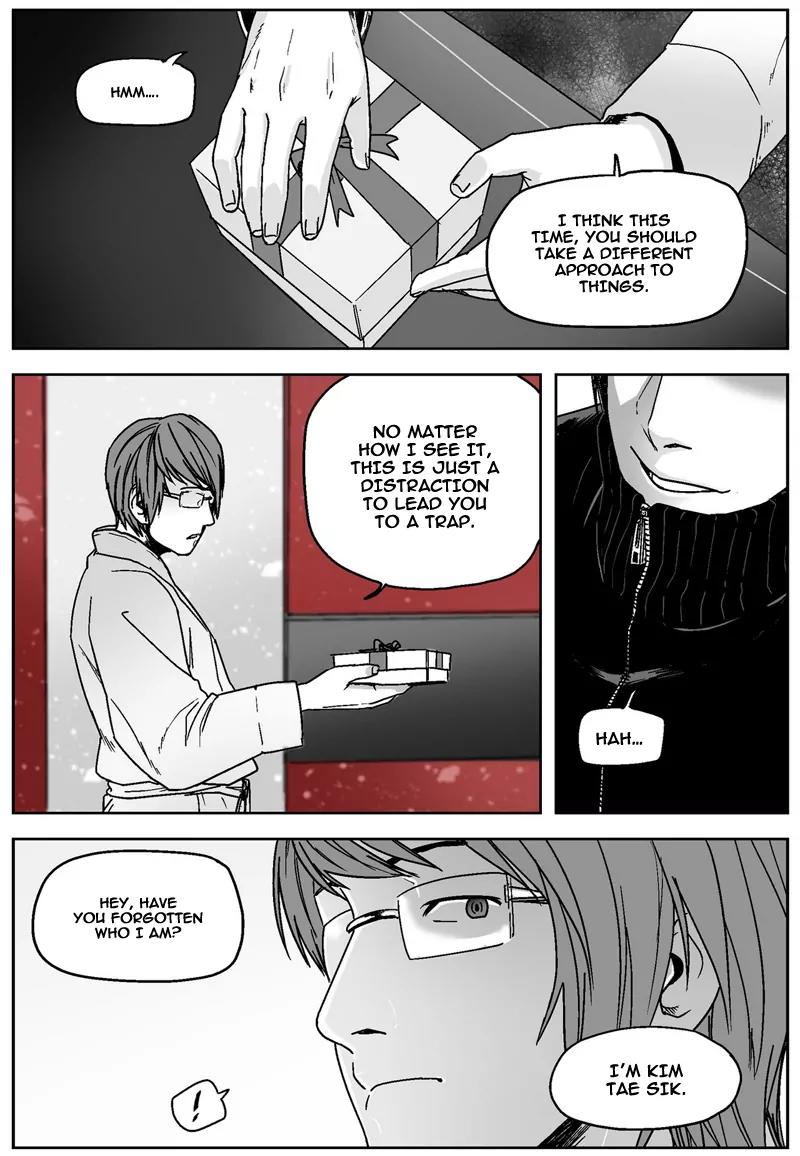 HMM....
I THINK THIS
TIME, YOU SHOULD
TAKE A DIFFERENT
APPROACH TO
THINGS.
NO MATTER
HOW I SEE IT,
THIS IS JUST A
DISTRACTION
TO LEAD YOU
TO A TRAP.
HAH...
HEY, HAVE
YOU FORGOTTEN
WHO I AM?
!
I'M KIM
TAE SIK.